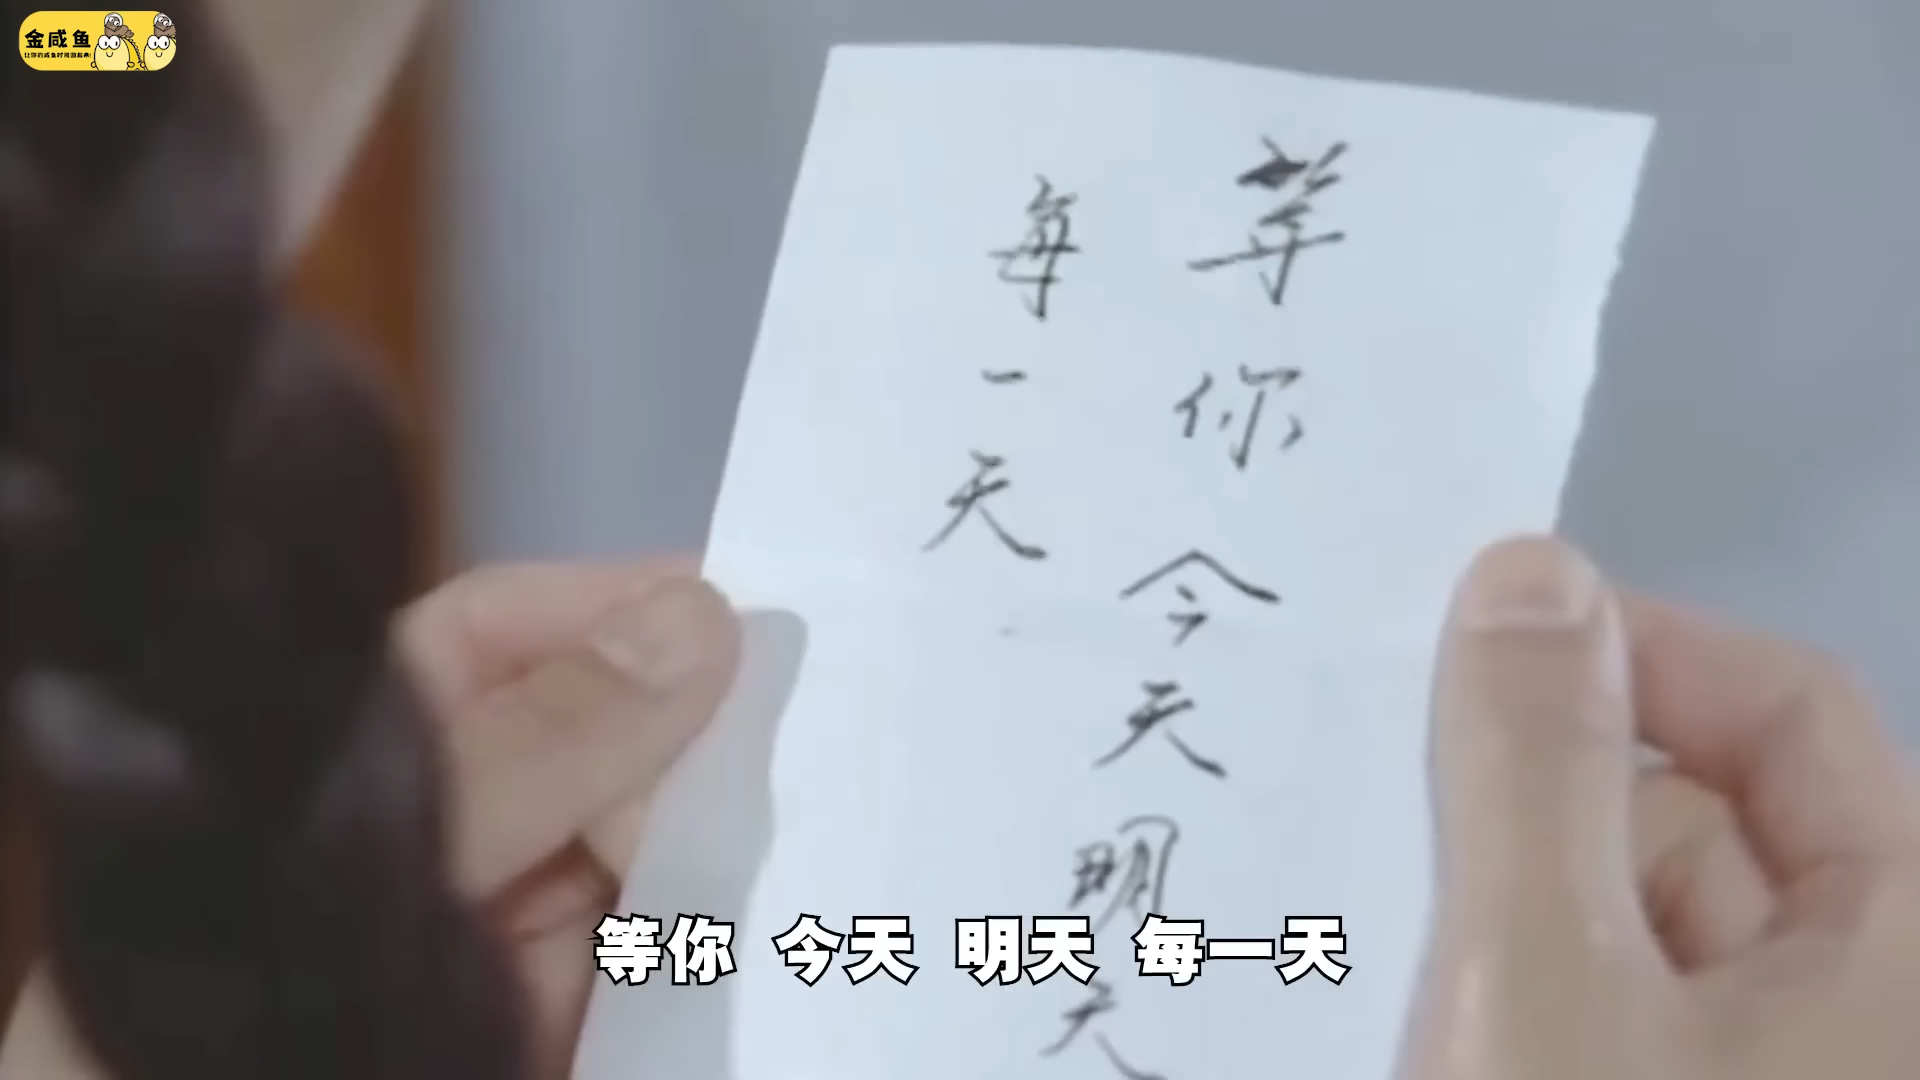 金咸鱼
等你今天明天
每一天
等你 今天 明天 每一天